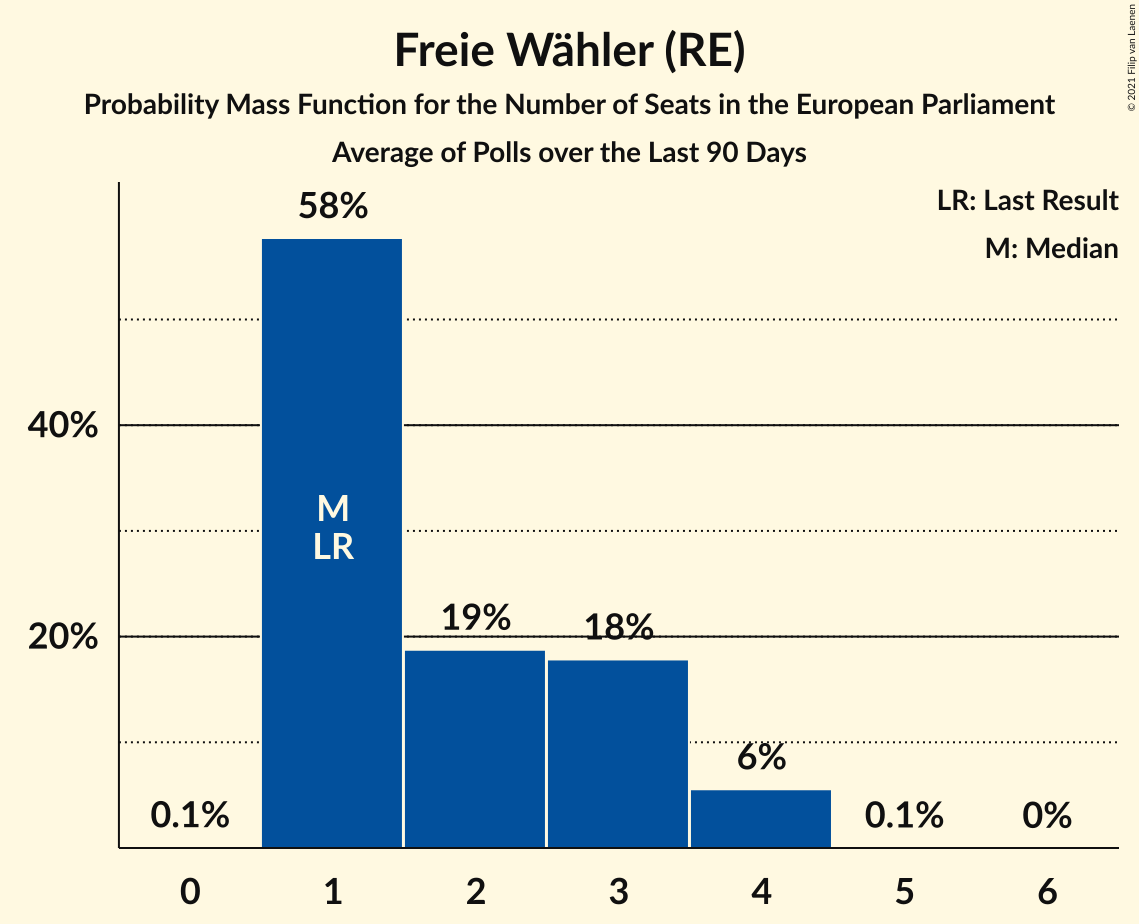 © 2021 Filip van Laenen
Freie Wähler (RE)
Probability Mass Function for the Number of Seats in the European Parliament
Average of Polls over the Last 90 Days
LR: Last Result
M: Median
58%
40%
M
LR
20%
19%
18%
6%
0.1%
0.1%
0%
0 1 2 3 4 5 6